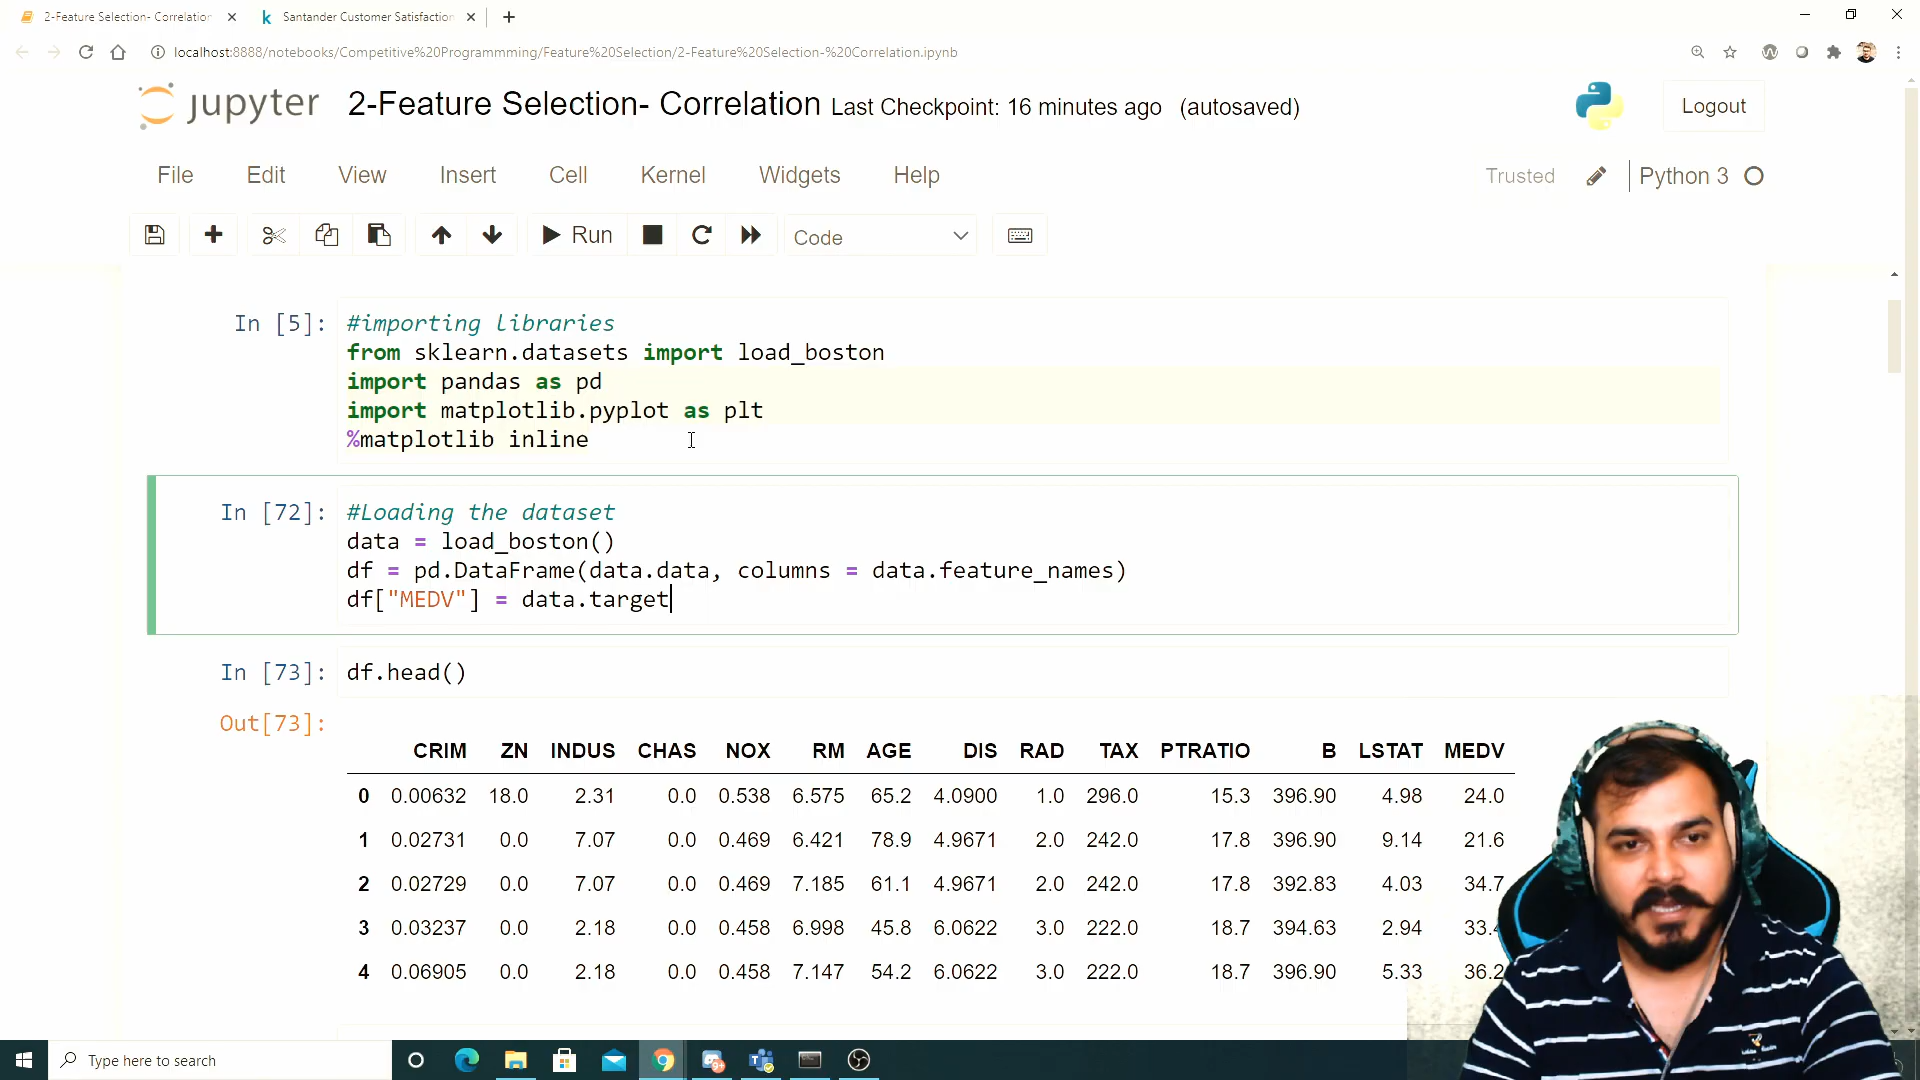 2-Feature Selection- Correlation
Santander Customer Satisfaction
localhost:8888/notebooks/Competitive%20Programmming/Feature%20Selection/2-Feature%20Selection-%20Correlation.ipynb
jupyter 2-Feature Selection- Correlation Last Checkpoint: 16 minutes ago (autosaved)
Logout
File Edit View Insert Cell Kernel Widgets Help
Trusted Python 3
Run Code
In [5]: #importing libraries
from sklearn.datasets import load_boston
import pandas as pd
import matplotlib.pyplot as plt
%matplotlib inline
In [72]: #Loading the dataset
data = load_boston()
df = pd.DataFrame(data.data, columns = data.feature_names)
df["MEDV"] = data.target
In [73]: df.head()
Out[73]:
CRIM ZN INDUS CHAS NOX RM AGE DIS RAD TAX PTRATIO B LSTAT MEDV
0 0.00632 18.0 2.31 0.0 0.538 6.575 65.2 4.0900 1.0 296.0 15.3 396.90 4.98 24.0
1 0.02731 0.0 7.07 0.0 0.469 6.421 78.9 4.9671 2.0 242.0 17.8 396.90 9.14 21.6
2 0.02729 0.0 7.07 0.0 0.469 7.185 61.1 4.9671 2.0 242.0 17.8 392.83 4.03 34.7
3 0.03237 0.0 2.18 0.0 0.458 6.998 45.8 6.0622 3.0 222.0 18.7 394.63 2.94 33.
4 0.06905 0.0 2.18 0.0 0.458 7.147 54.2 6.0622 3.0 222.0 18.7 396.90 5.33 36.2
Type here to search